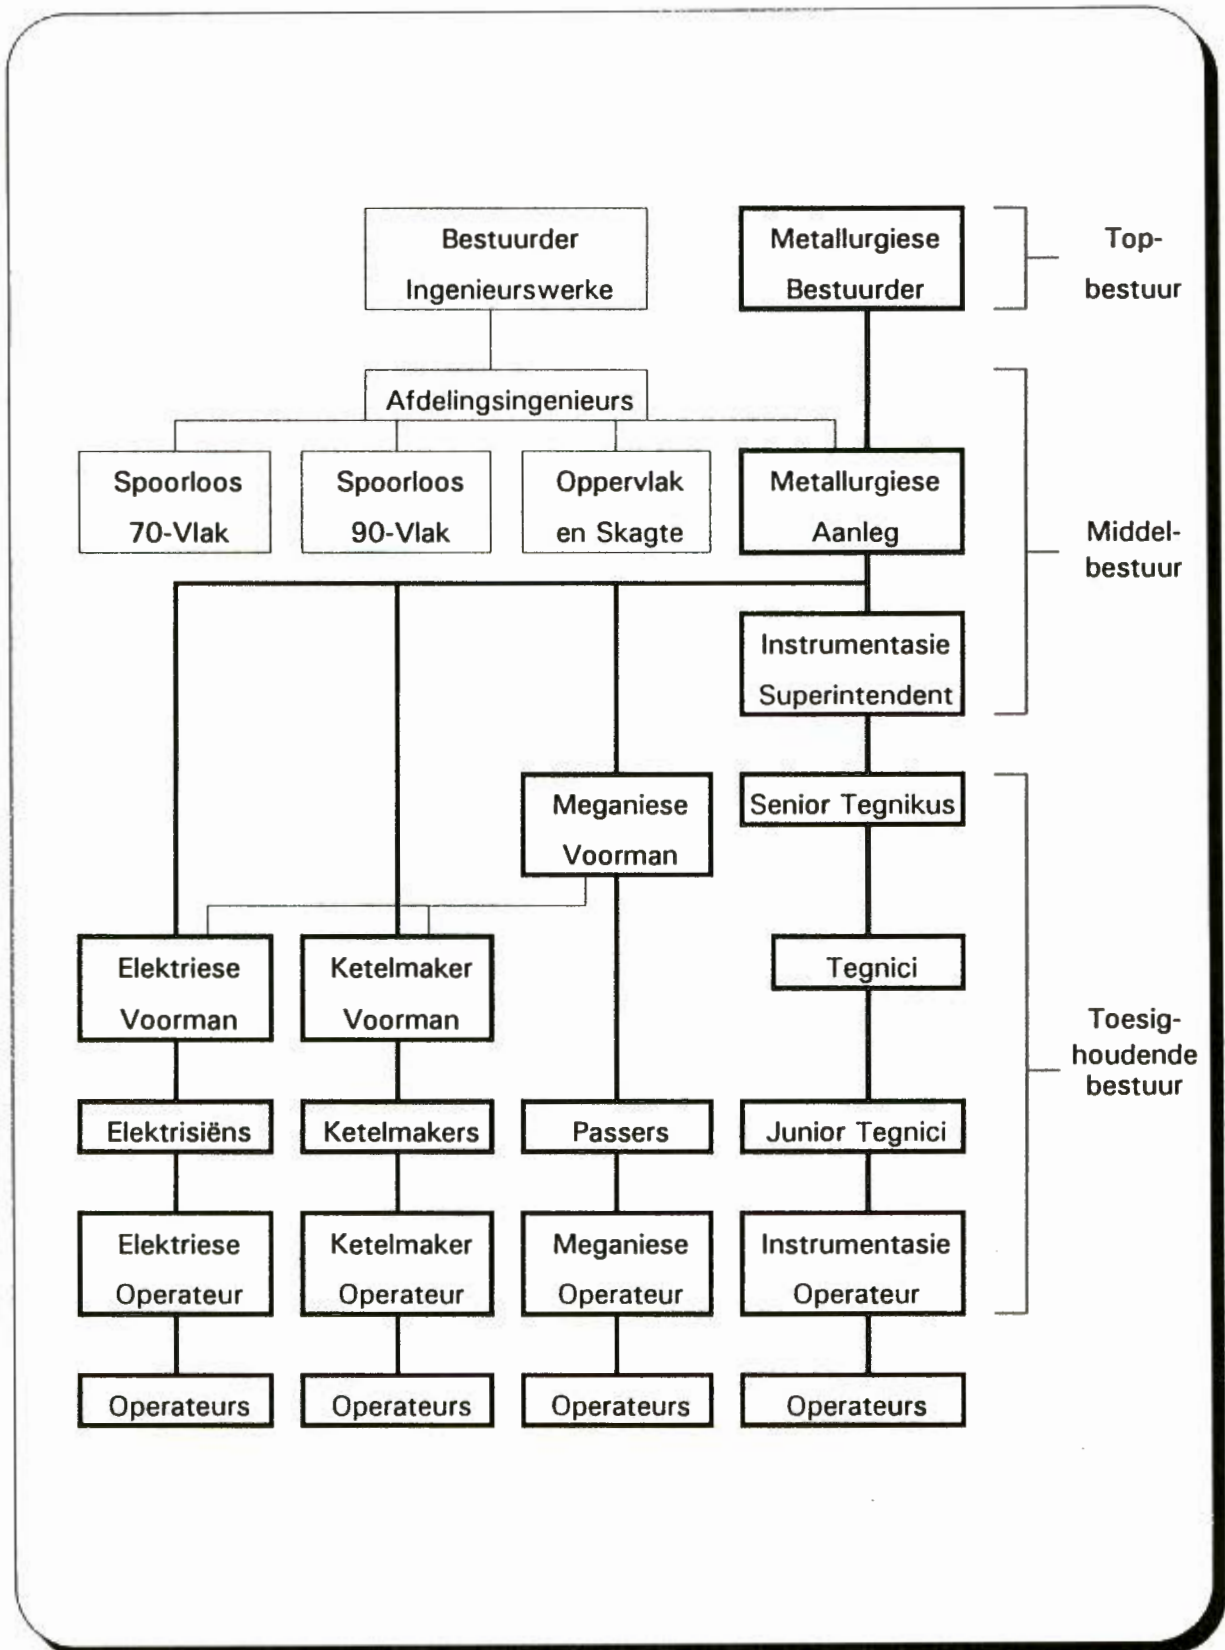 Bestuurder
Ingenieurswerke
Metallurgiese
Bestuurder
Top-
bestuur
Afdelingsingenieurs
Spoorloos
70-Vlak
Spoorloos
90-Vlak
Oppervlak
en Skagte
Metallurgiese
Aanleg
Middel-
bestuur
Instrumentasie
Superintendent
Meganiese
Voorman
Senior Tegnikus
Elektriese
Voorman
Ketelmaker
Voorman
Tegnici
Toesig-
houdende
bestuur
Elektrisiëns
Ketelmakers
Passers
Junior Tegnici
Elektriese
Operateur
Ketelmaker
Operateur
Meganiese
Operateur
Instrumentasie
Operateur
Operateurs
Operateurs
Operateurs
Operateurs